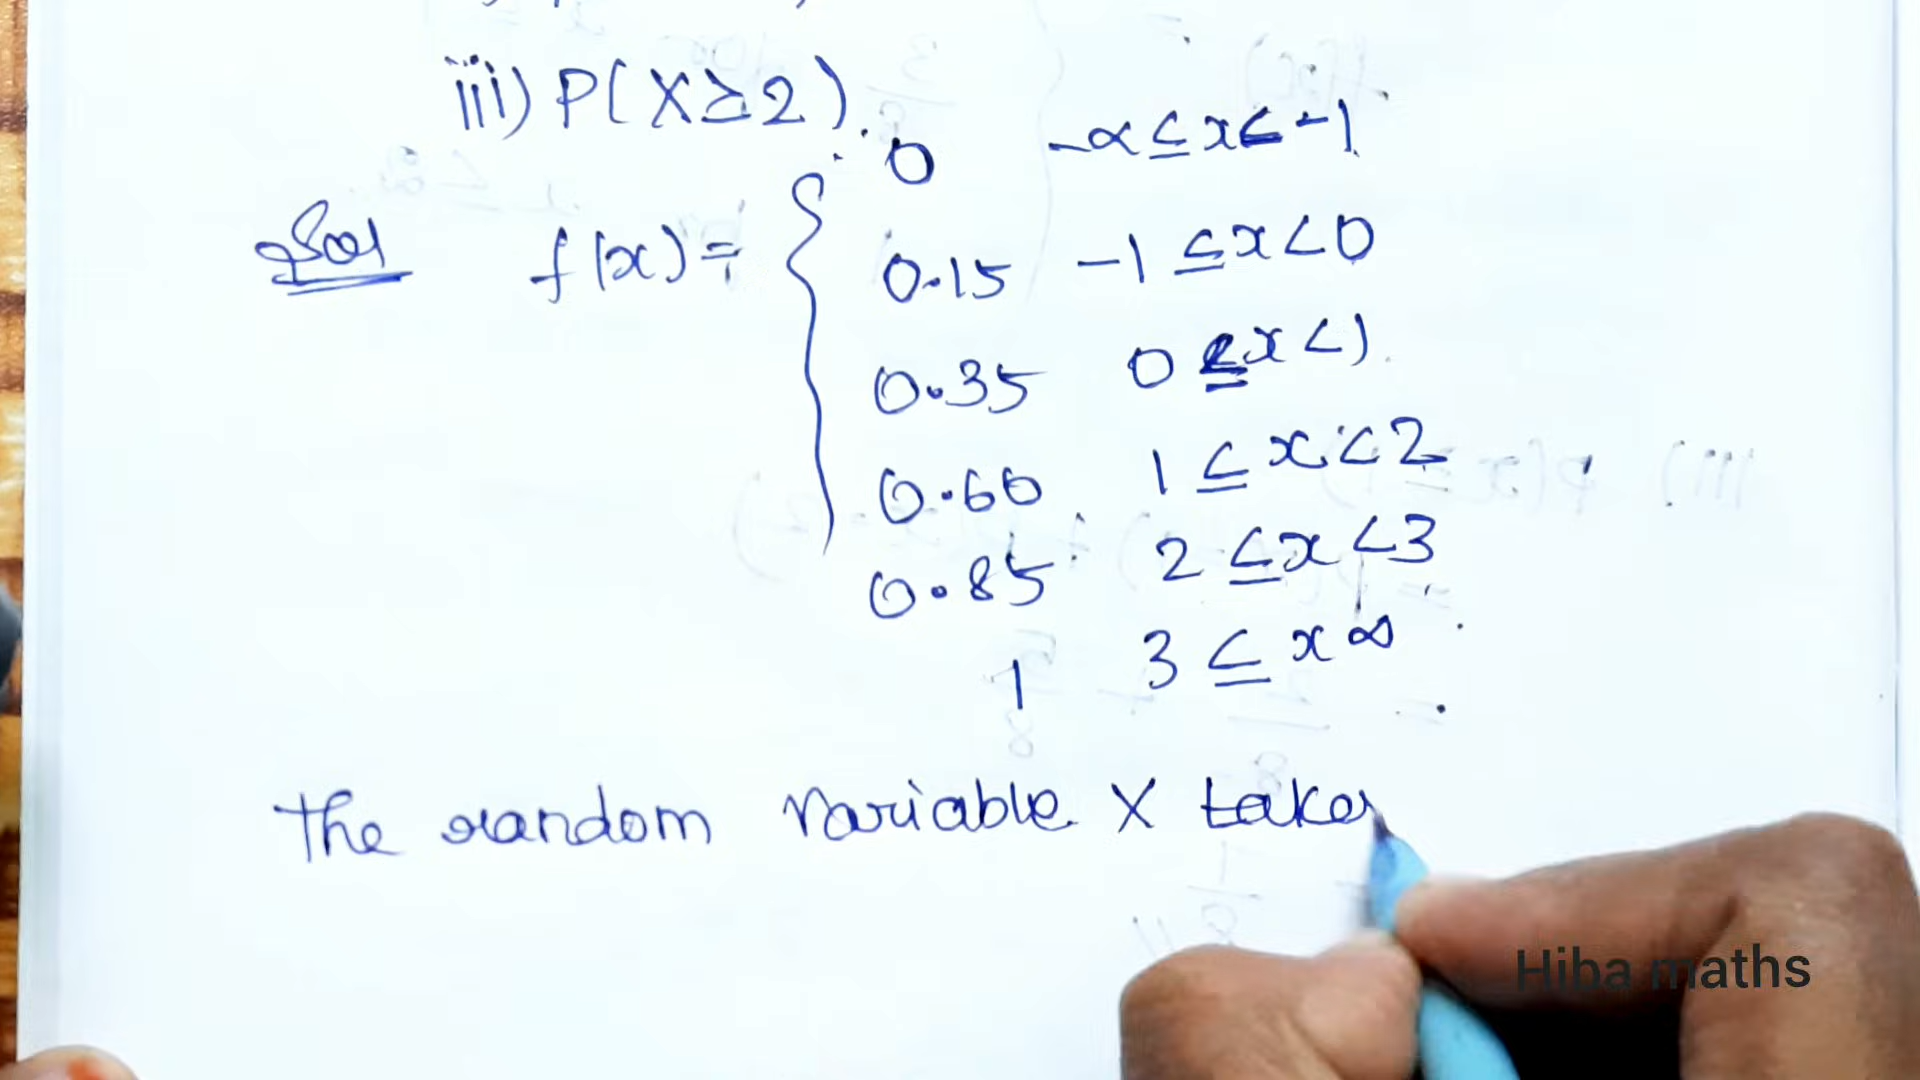 iii) P(X≥2).
Sol f(x) = { 0 -∝ ≤ x < -1
0.15 -1 ≤ x < 0
0.35 0 ≤ x < 1
0.60 1 ≤ x < 2
0.85 2 ≤ x < 3
1 3 ≤ x ∞
The random Variable X takes
Hiba maths